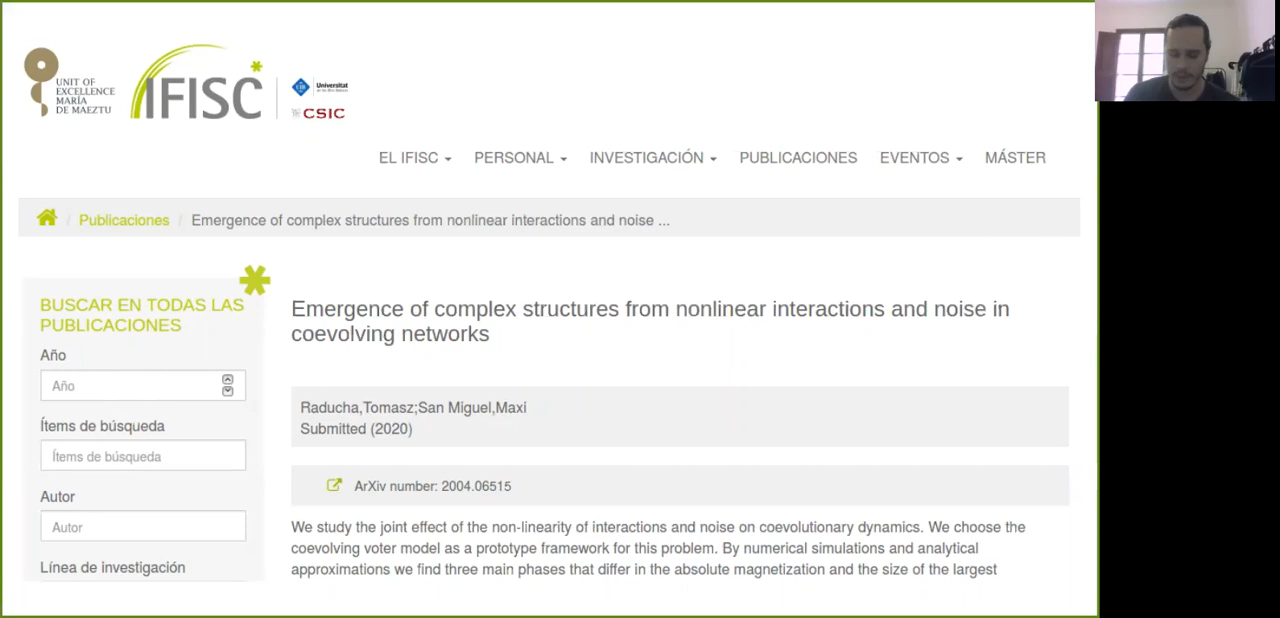 UNIT OF
EXCELLENCE
MARÍA
DE MAEZTU
IFISC
Universitat
CSIC
EL IFISC
PERSONAL
INVESTIGACIÓN
PUBLICACIONES
EVENTOS
MÁSTER
Publicaciones / Emergence of complex structures from nonlinear interactions and noise ...
BUSCAR EN TODAS LAS
PUBLICACIONES
Año
Año
Ítems de búsqueda
Ítems de búsqueda
Autor
Autor
Línea de investigación
Emergence of complex structures from nonlinear interactions and noise in
coevolving networks
Raducha,Tomasz;San Miguel,Maxi
Submitted (2020)
ArXiv number: 2004.06515
We study the joint effect of the non-linearity of interactions and noise on coevolutionary dynamics. We choose the
coevolving voter model as a prototype framework for this problem. By numerical simulations and analytical
approximations we find three main phases that differ in the absolute magnetization and the size of the largest